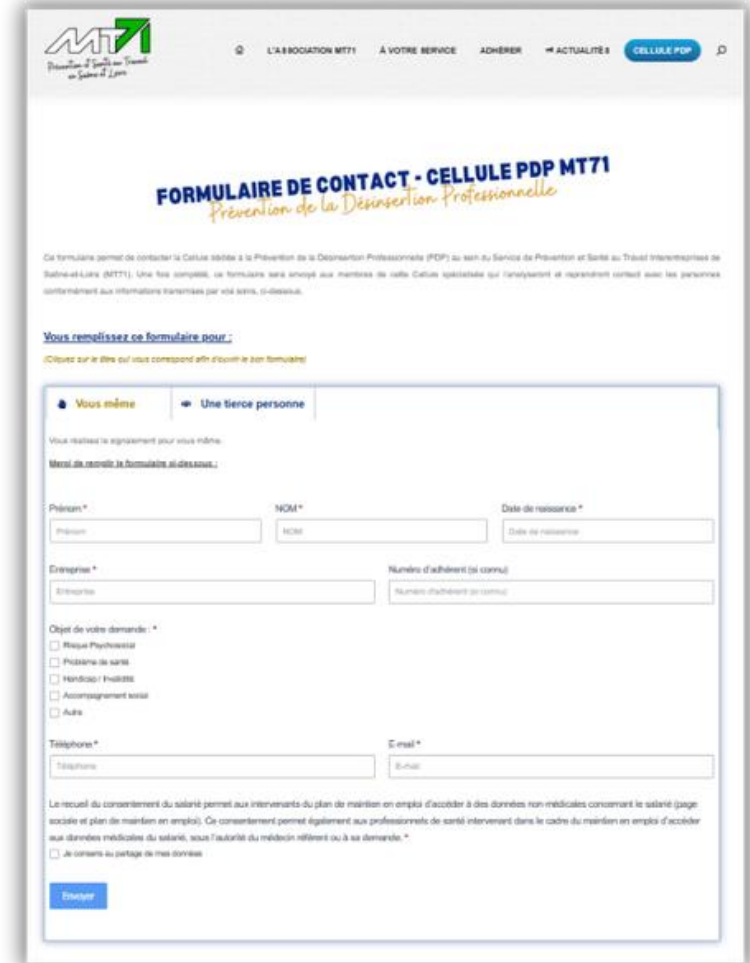 MT71
Prévention et Santé au Travail
en Saône et Loire
L'ASSOCIATION MT71
À VOTRE SERVICE
ADHÉRER
ACTUALITÉS
CELLULE PDP
FORMULAIRE DE CONTACT - CELLULE PDP MT71
Prévention de la Désinsertion Professionnelle
Ce formulaire permet de contacter la Cellule dédiée à la Prévention de la Désinsertion Professionnelle (PDP) au sein du Service de Prévention et Santé au Travail Interentreprises de
Saône-et-Loire (MT71). Une fois complété, ce formulaire sera envoyé aux membres de cette Cellule spécialisée qui l'analyseront et reprendront contact avec les personnes
conformément aux informations transmises par vos soins, ci-dessous.
Vous remplissez ce formulaire pour :
(Cliquez sur le titre qui vous correspond afin d'ouvrir le bon formulaire)
Vous même
Une tierce personne
Vous réalisez le signalement pour vous même.
Merci de remplir le formulaire ci-dessous :
Prénom *
NOM *
Date de naissance *
Prénom
NOM
Date de naissance
Entreprise *
Numéro d'adhérent (si connu)
Entreprise
Numéro d'adhérent (si connu)
Objet de votre demande : *
Risque Psychosocial
Problème de santé
Handicap / Invalidité
Accompagnement social
Autre
Téléphone *
E-mail *
Téléphone
E-mail
Le recueil du consentement du salarié permet aux intervenants du plan de maintien en emploi d'accéder à des données non médicales concernant le salarié (page
sociale et plan de maintien en emploi). Ce consentement permet également aux professionnels de santé intervenant dans le cadre du maintien en emploi d'accéder
aux données médicales du salarié, sous l'autorité du médecin référent ou à sa demande. *
Je consens au partage de mes données
Envoyer